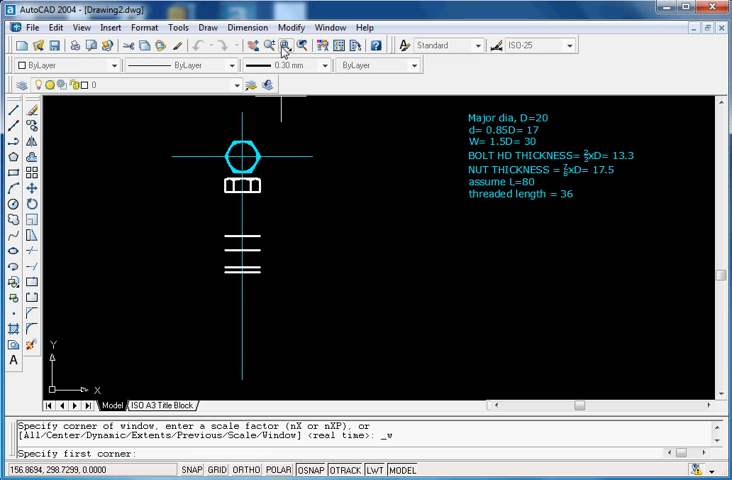 AutoCAD 2004 - [Drawing2.dwg]
File Edit View Insert Format Tools Draw Dimension Modify Window Help
Standard ISO-25
ByLayer ByLayer 0.30 mm ByLayer
0
Major dia, D=20
d= 0.85D= 17
W= 1.5D= 30
BOLT HD THICKNESS= 2/3xD= 13.3
NUT THICKNESS = 7/8xD= 17.5
assume L=80
threaded length = 36
Y
X
A
Model ISO A3 Title Block
Specify corner of window, enter a scale factor (nX or nXP), or
[All/Center/Dynamic/Extents/Previous/Scale/Window] <real time>: _w
Specify first corner:
156.8694, 298.7299, 0.0000 SNAP GRID ORTHO POLAR OSNAP OTRACK LWT MODEL